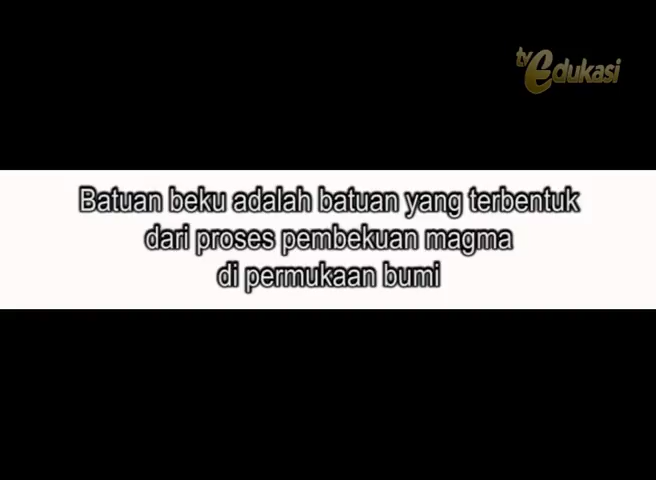 tv Edukasi
Batuan beku adalah batuan yang terbentuk
dari proses pembekuan magma
di permukaan bumi